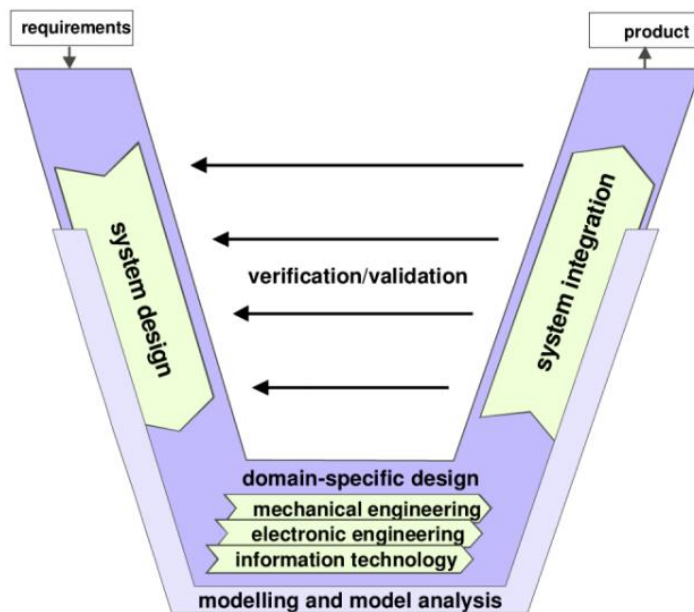 requirements
product
system design
system integration
verification/validation
domain-specific design
mechanical engineering
electronic engineering
information technology
modelling and model analysis